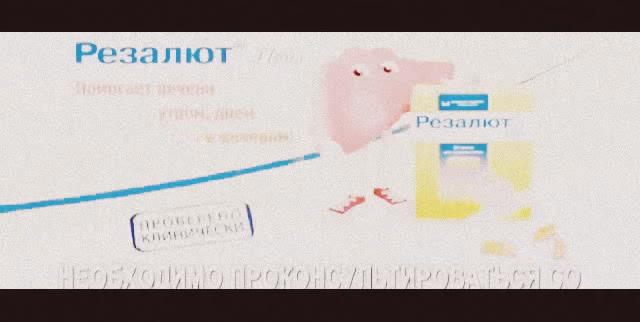 Резалют
Помогает печени
утром, днем
и вечером
Резалют
ПРОВЕРЕНО
КЛИНИЧЕСКИ
НЕОБХОДИМО ПРОКОНСУЛЬТИРОВАТЬСЯ СО